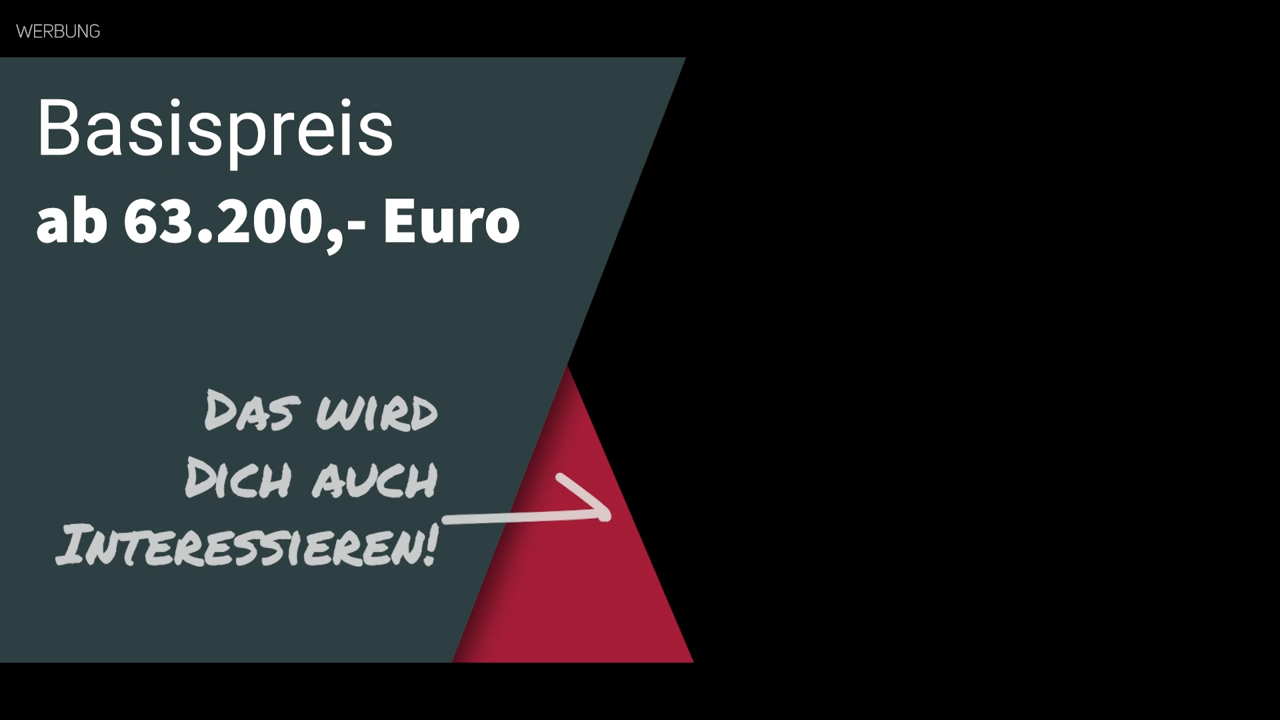 WERBUNG
Basispreis
ab 63.200,- Euro
DAS WIRD
DICH AUCH
INTERESSIEREN!